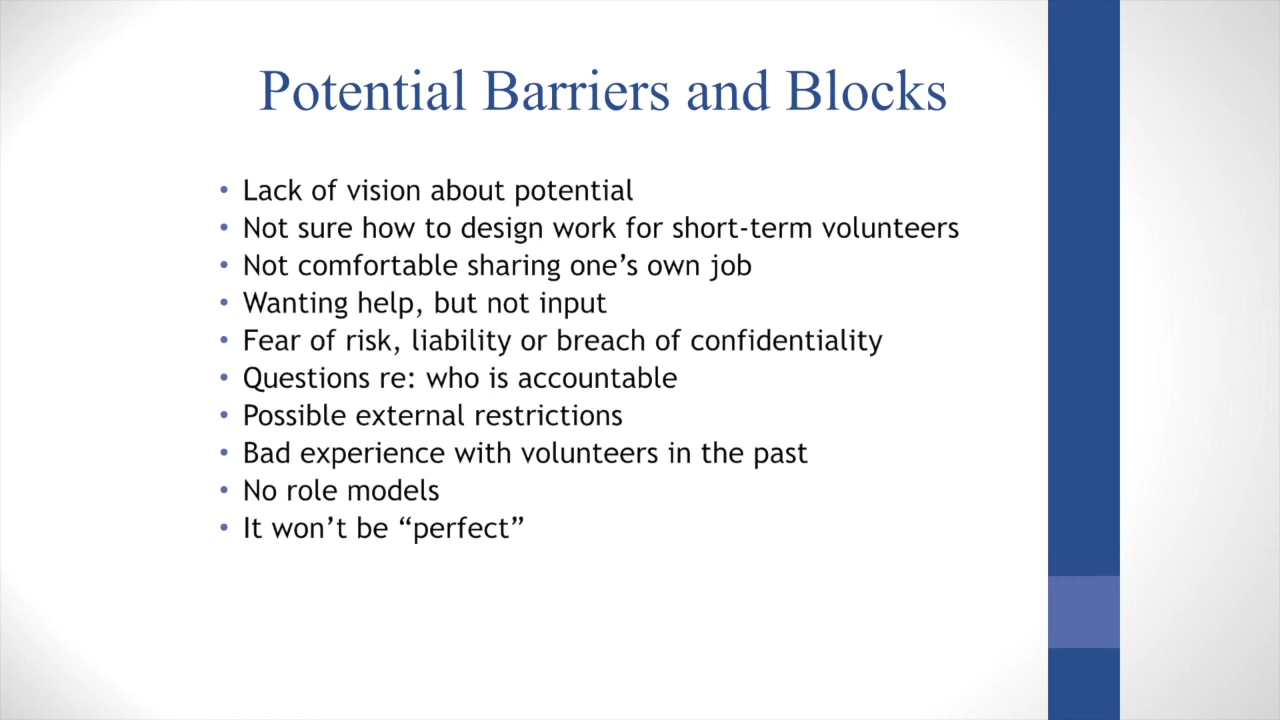 Potential Barriers and Blocks
• Lack of vision about potential
• Not sure how to design work for short-term volunteers
• Not comfortable sharing one’s own job
• Wanting help, but not input
• Fear of risk, liability or breach of confidentiality
• Questions re: who is accountable
• Possible external restrictions
• Bad experience with volunteers in the past
• No role models
• It won’t be “perfect”